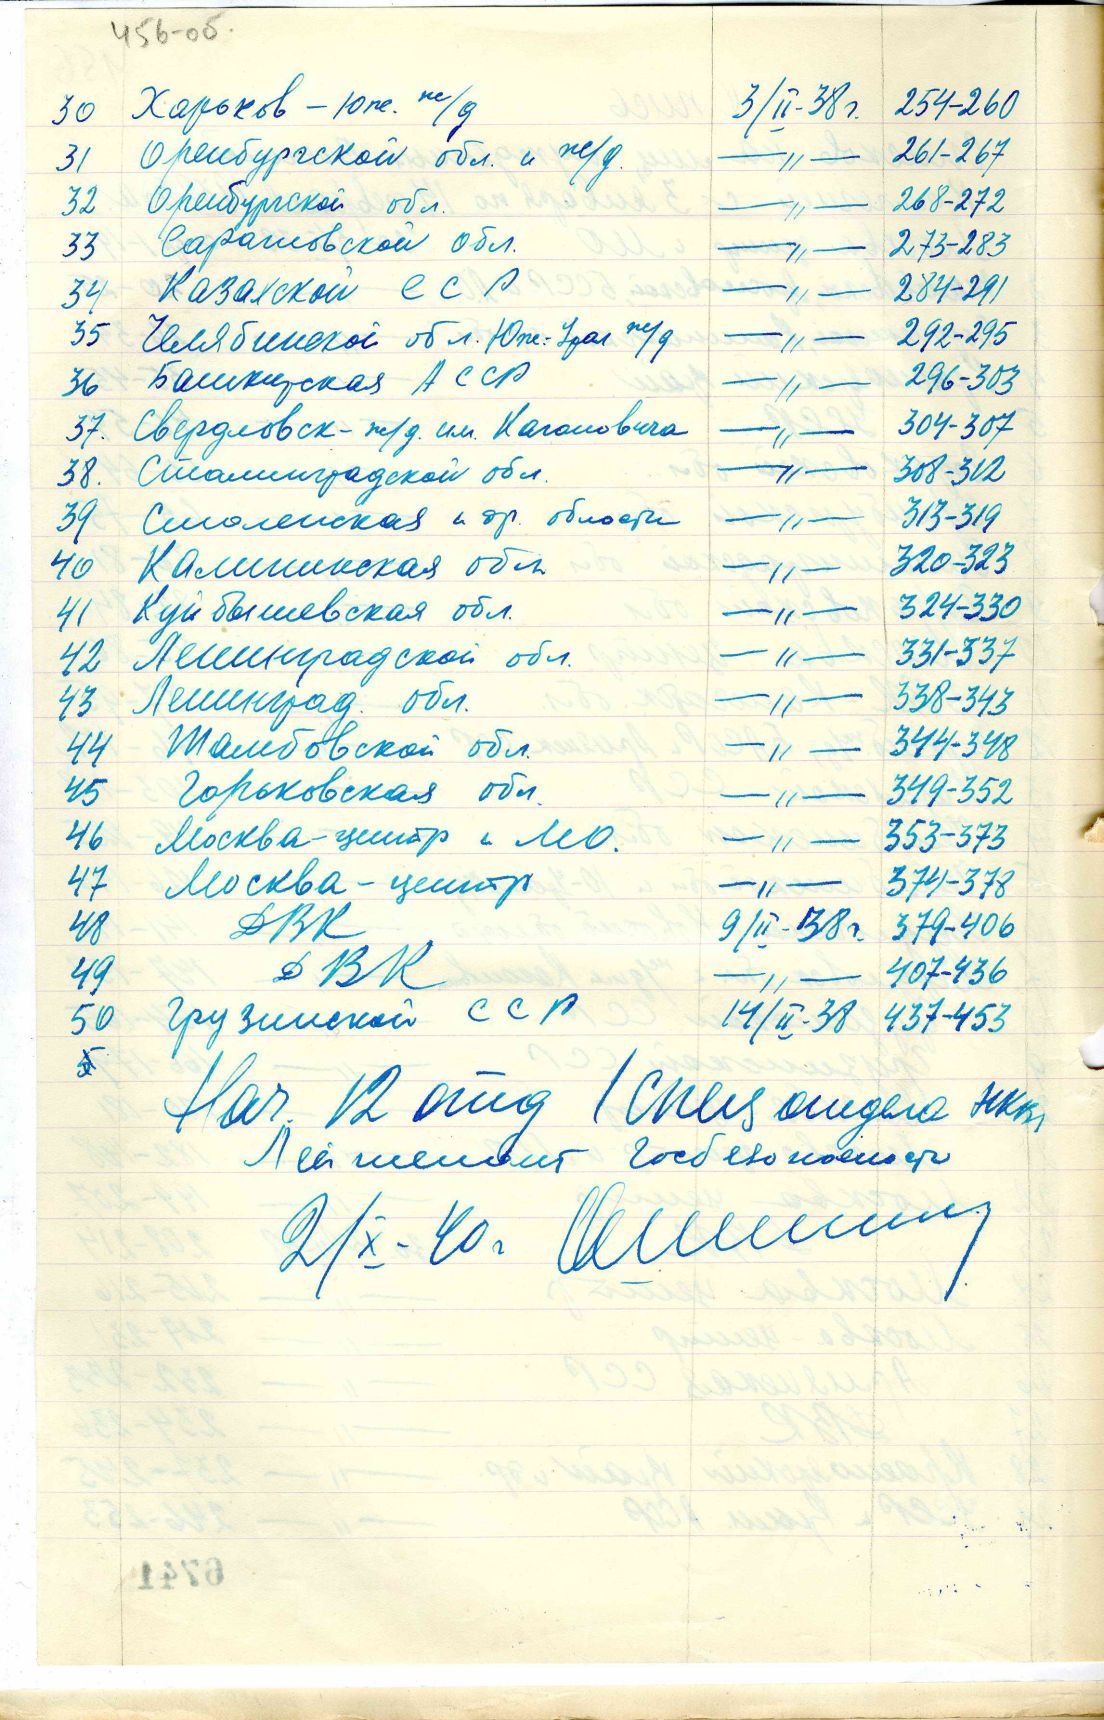 456-об.
30 Харьков – Юж. ж/д 3/II-38 г. 254-260
31 Оренбургской обл. и ж/д. —〃— 261-267
32 Оренбургской обл. —〃— 268-272
33 Саратовской обл. —〃— 273-283
34 Казахской ССР —〃— 284-291
35 Челябинской обл. Юж.-Урал ж/д —〃— 292-295
36 Башкирская АССР —〃— 296-303
37. Свердловск – ж/д. им. Кагановича —〃— 304-307
38. Сталинградской обл. —〃— 308-312
39 Смоленская и др. области —〃— 313-319
40 Калининская обл. —〃— 320-323
41 Куйбышевская обл. —〃— 324-330
42 Ленинградской обл. —〃— 331-337
43 Ленинград. обл. —〃— 338-343
44 Тамбовской обл. —〃— 344-348
45 Горьковская обл. —〃— 349-352
46 Москва-центр и МО. —〃— 353-373
47 Москва – центр —〃— 374-378
48 ДВК 9/II-38 г. 379-406
49 ДВК —〃— 407-436
50 Грузинской ССР 14/II-38 437-453
Нач. 12 отд 1 спец отдела НКВД
Лейтенант Госбезопасности
2/X-40 г
6741